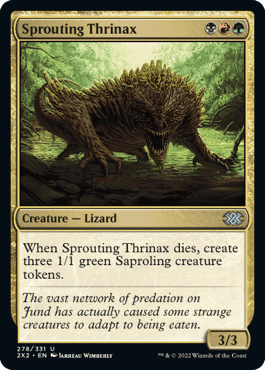 Sprouting Thrinax
Creature — Lizard
When Sprouting Thrinax dies, create
three 1/1 green Saproling creature
tokens.
The vast network of predation on
Jund has actually caused some strange
creatures to adapt to being eaten.
3/3
278/331 U
2X2 • EN Jarreau Wimberly
™ & © 2022 Wizards of the Coast